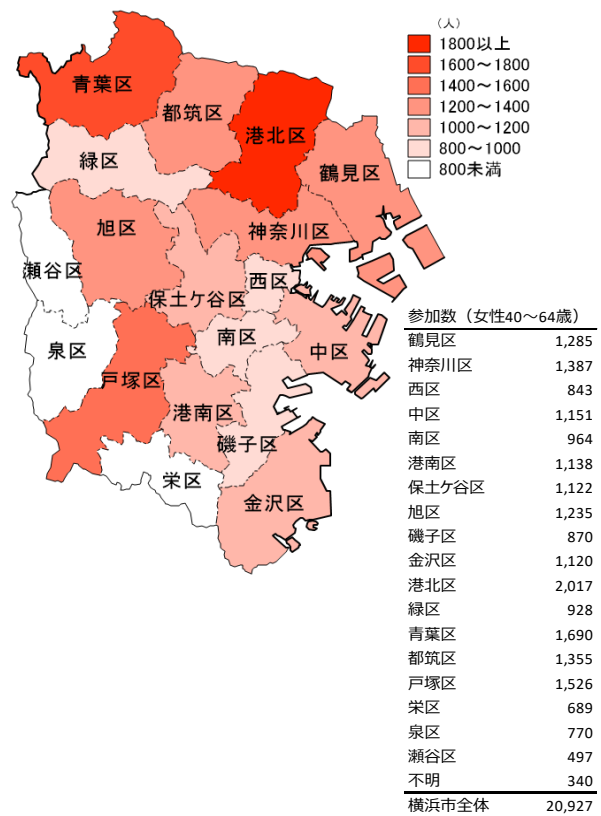 （人）
1800以上
1600～1800
1400～1600
1200～1400
1000～1200
800～1000
800未満
青葉区
都筑区
港北区
緑区
鶴見区
旭区
神奈川区
瀬谷区
西区
保土ケ谷区
南区
中区
泉区
戸塚区
港南区
磯子区
栄区
金沢区
参加数（女性40～64歳）
鶴見区 1,285
神奈川区 1,387
西区 843
中区 1,151
南区 964
港南区 1,138
保土ケ谷区 1,122
旭区 1,235
磯子区 870
金沢区 1,120
港北区 2,017
緑区 928
青葉区 1,690
都筑区 1,355
戸塚区 1,526
栄区 689
泉区 770
瀬谷区 497
不明 340
横浜市全体 20,927